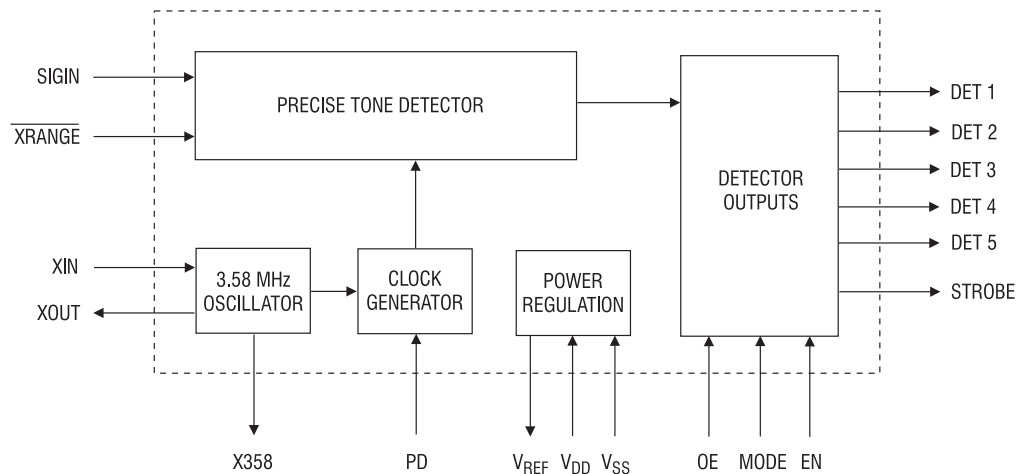 SIGIN
XRANGE
PRECISE TONE DETECTOR
DETECTOR
OUTPUTS
DET 1
DET 2
DET 3
DET 4
DET 5
STROBE
XIN
XOUT
3.58 MHz
OSCILLATOR
CLOCK
GENERATOR
POWER
REGULATION
X358
PD
VREF
VDD
VSS
OE
MODE
EN